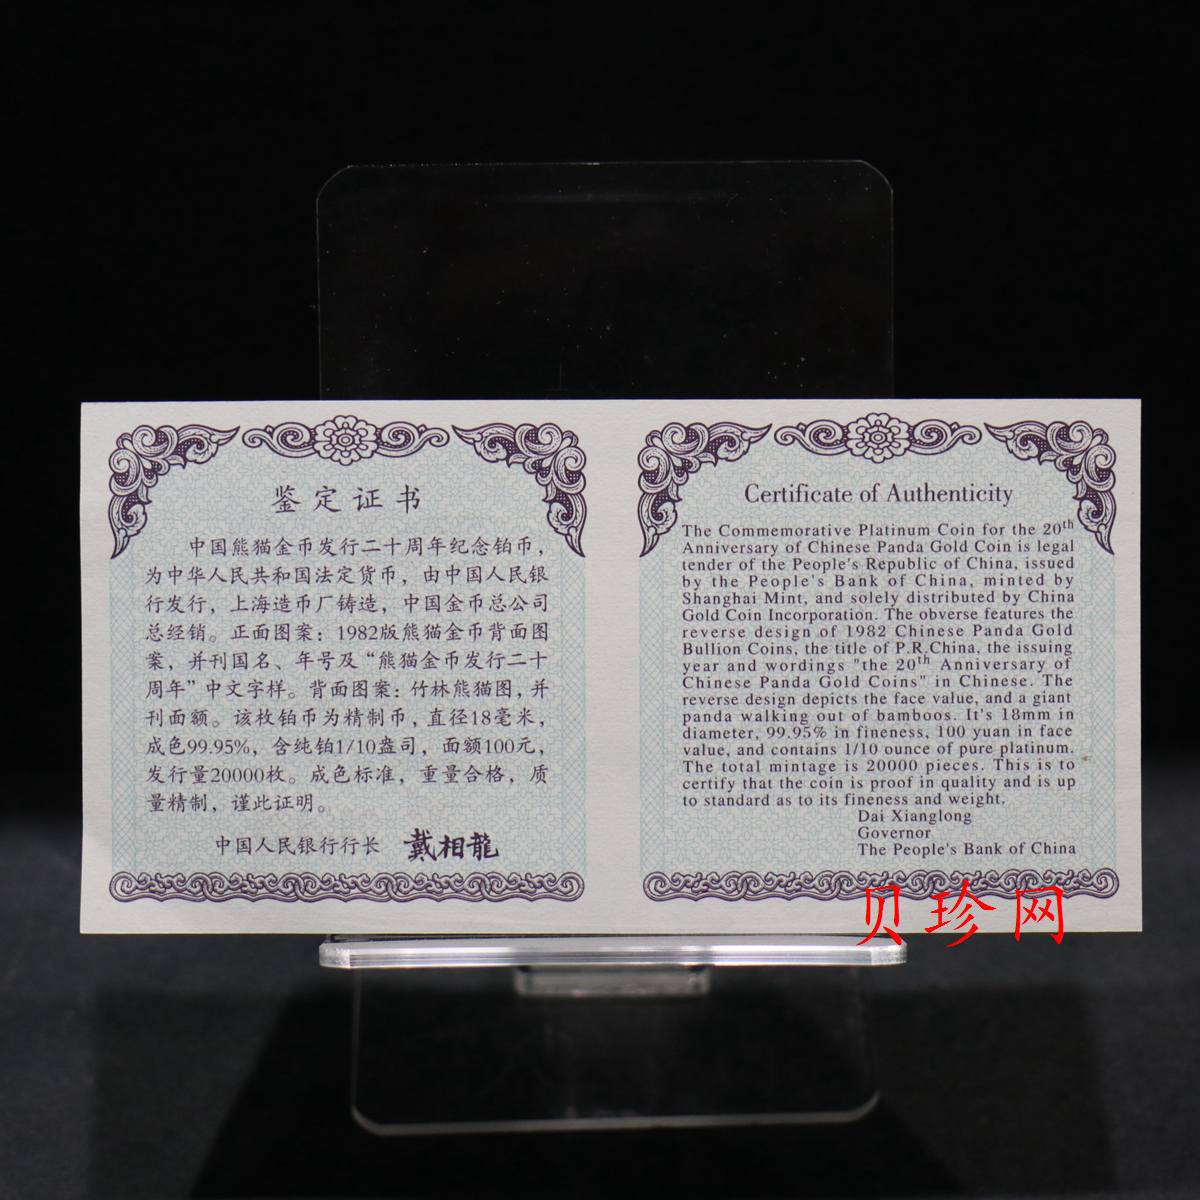 鉴定证书
中国熊猫金币发行二十周年纪念铂币，
为中华人民共和国法定货币，由中国人民银
行发行，上海造币厂铸造，中国金币总公司
总经销。正面图案：1982版熊猫金币背面图
案，并刊国名、年号及“熊猫金币发行二十
周年”中文字样。背面图案：竹林熊猫图，并
刊面额。该枚铂币为精制币，直径18毫米，
成色99.95%，含纯铂1/10盎司，面额100元，
发行量20000枚。成色标准，重量合格，质
量精制，谨此证明。
中国人民银行行长 戴相龍
Certificate of Authenticity
The Commemorative Platinum Coin for the 20th
Anniversary of Chinese Panda Gold Coin is legal
tender of the People's Republic of China, issued
by the People's Bank of China, minted by
Shanghai Mint, and solely distributed by China
Gold Coin Incorporation. The obverse features the
reverse design of 1982 Chinese Panda Gold
Bullion Coins, the title of P.R.China, the issuing
year and wordings "the 20th Anniversary of
Chinese Panda Gold Coins" in Chinese. The
reverse design depicts the face value, and a giant
panda walking out of bamboos. It's 18mm in
diameter, 99.95% in fineness, 100 yuan in face
value, and contains 1/10 ounce of pure platinum.
The total mintage is 20000 pieces. This is to
certify that the coin is proof in quality and is up
to standard as to its fineness and weight.
Dai Xianglong
Governor
The People's Bank of China
贝珍网